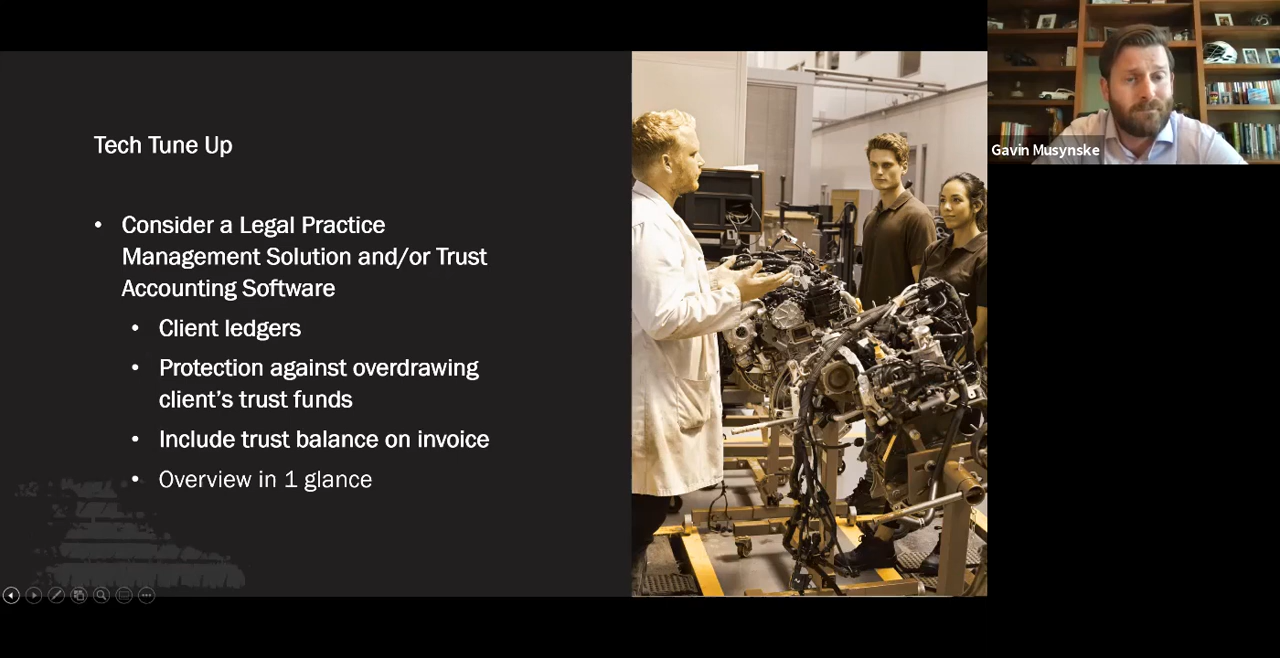 Tech Tune Up
• Consider a Legal Practice
Management Solution and/or Trust
Accounting Software
• Client ledgers
• Protection against overdrawing
client's trust funds
• Include trust balance on invoice
• Overview in 1 glance
Gavin Musynske